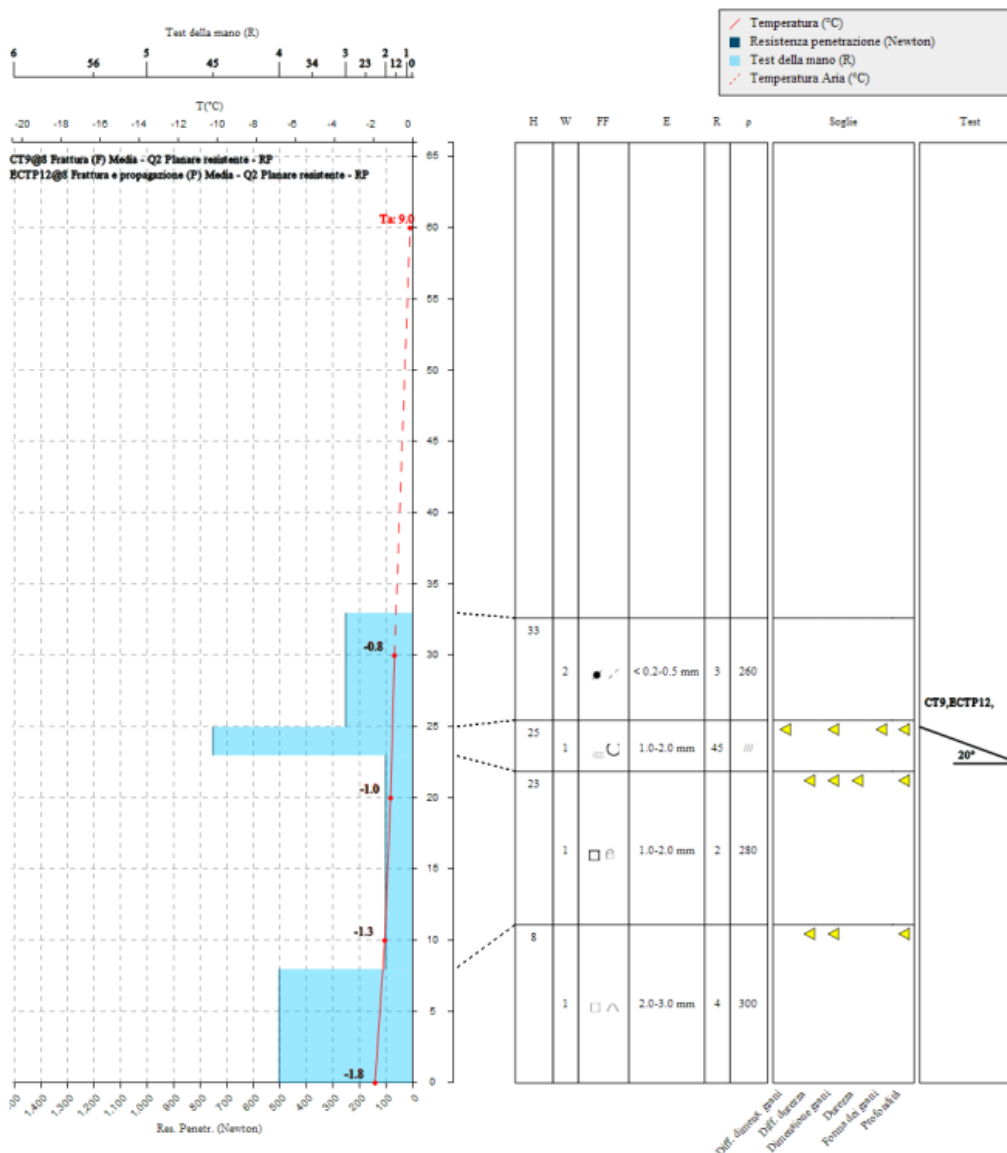 Test della mano (R)
6 5 4 3 2 1
56 45 34 23 12 0
T(°C)
-20 -18 -16 -14 -12 -10 -8 -6 -4 -2 0
Temperatura (°C)
Resistenza penetrazione (Newton)
Test della mano (R)
Temperatura Aria (°C)
H W FF E R ρ Soglie Test
CT9@8 Frattura (F) Media - Q2 Planare resistente - RP
ECTP12@8 Frattura e propagazione (P) Media - Q2 Planare resistente - RP
Ta: 9.0
65
60
55
50
45
40
35
30
25
20
15
10
5
0
-0.8
-1.0
-1.3
-1.8
33
2 < 0.2-0.5 mm 3 260
25
1 1.0-2.0 mm 45 ///
CT9,ECTP12,
20°
23
1 1.0-2.0 mm 2 280
8
1 2.0-3.0 mm 4 300
1,400 1,300 1,200 1,100 1,000 900 800 700 600 500 400 300 200 100 0
Res. Penetr. (Newton)
Diff. dimens. grani
Diff. durezza
Dimensione grani
Durezza
Forma dei grani
Profondità